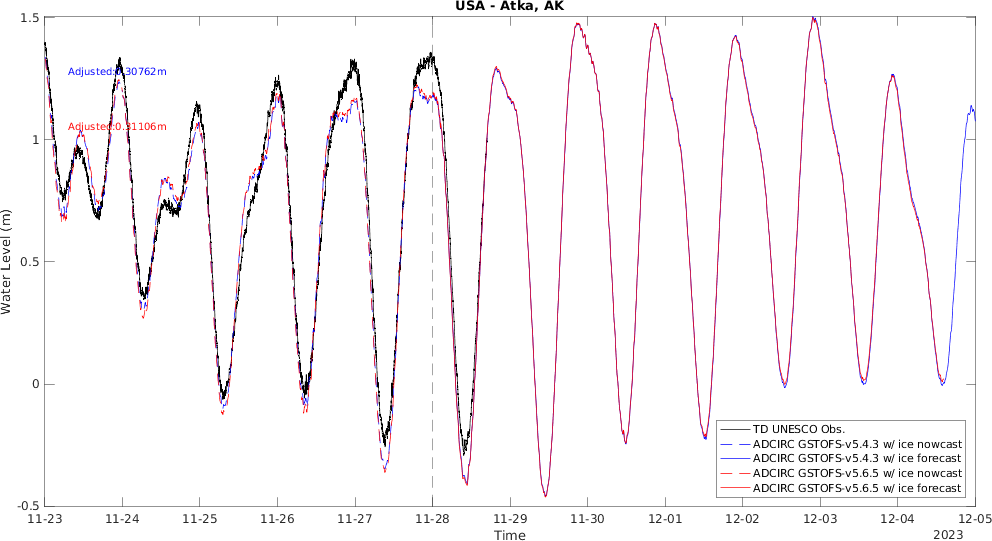 USA - Atka, AK
1.5
1
0.5
0
-0.5
Water Level (m)
Adjusted:0.30762m
Adjusted:0.31106m
TD UNESCO Obs.
ADCIRC GSTOFS-v5.4.3 w/ ice nowcast
ADCIRC GSTOFS-v5.4.3 w/ ice forecast
ADCIRC GSTOFS-v5.6.5 w/ ice nowcast
ADCIRC GSTOFS-v5.6.5 w/ ice forecast
11-23 11-24 11-25 11-26 11-27 11-28 11-29 11-30 12-01 12-02 12-03 12-04 12-05
Time
2023